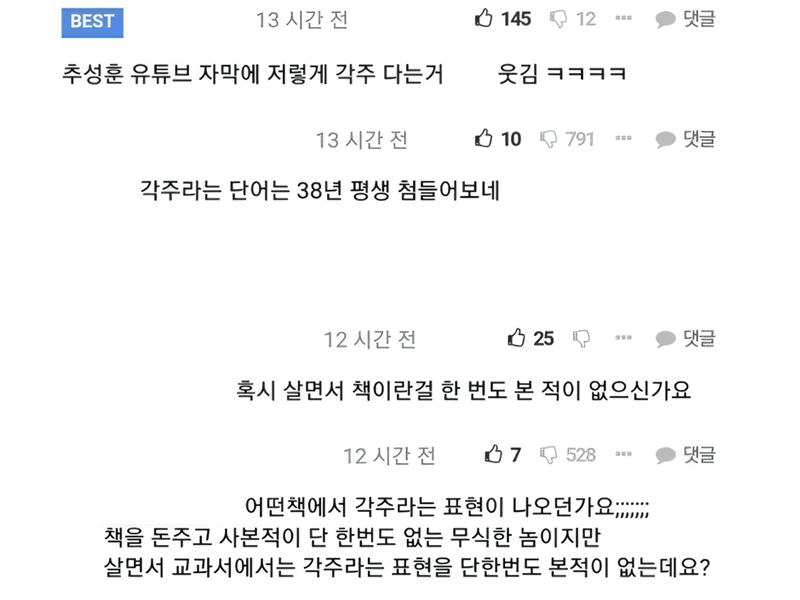 BEST 13 시간 전 145 12 ··· 댓글
추성훈 유튜브 자막에 저렇게 각주 다는거 웃김 ㅋㅋㅋㅋ
13 시간 전 10 791 ··· 댓글
각주라는 단어는 38년 평생 첨들어보네
12 시간 전 25 ··· 댓글
혹시 살면서 책이란걸 한 번도 본 적이 없으신가요
12 시간 전 7 528 ··· 댓글
어떤책에서 각주라는 표현이 나오던가요;;;;;;;
책을 돈주고 사본적이 단 한번도 없는 무식한 놈이지만
살면서 교과서에서는 각주라는 표현을 단한번도 본적이 없는데요?